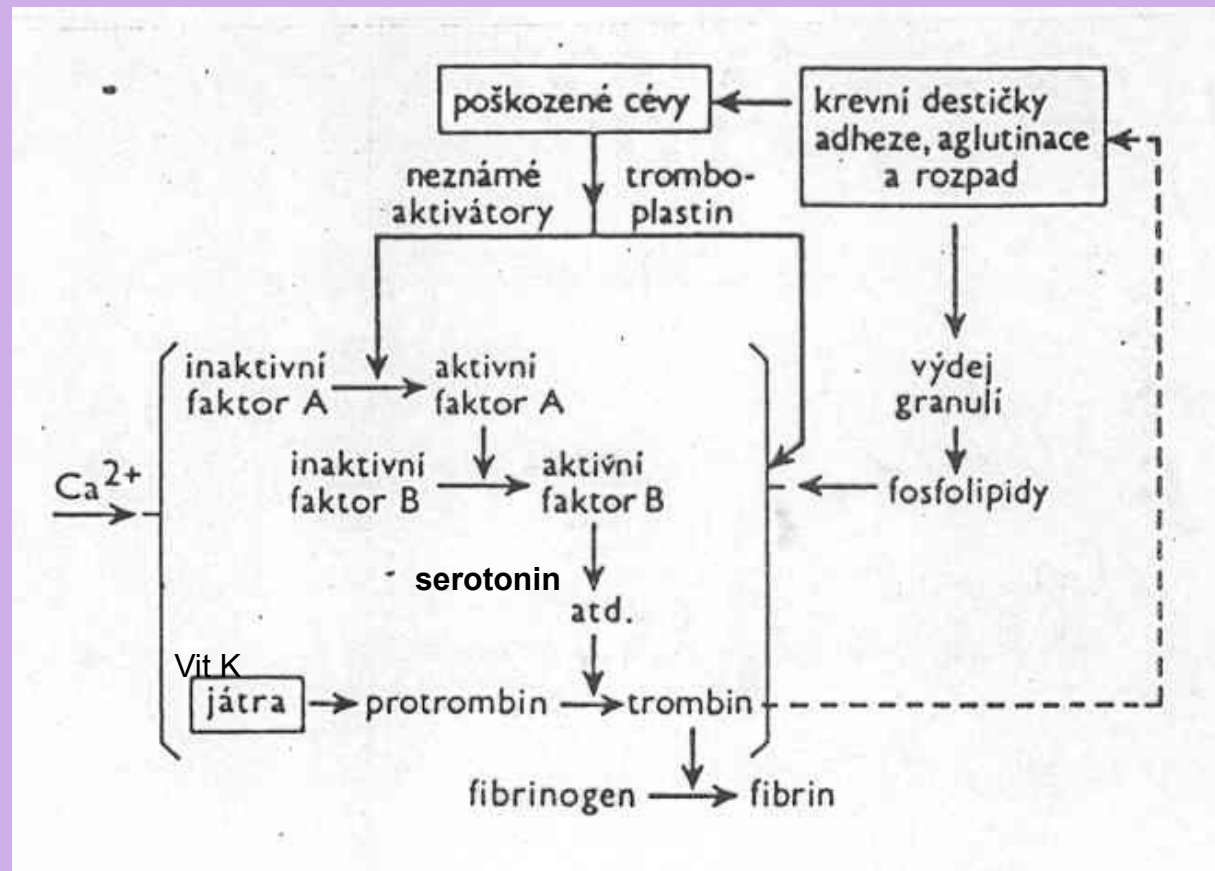 poškozené cévy
krevní destičky
adheze, aglutinace
a rozpad
neznámé
aktivátory
trombo-
plastin
inaktivní
faktor A
aktivní
faktor A
výdej
granulí
inaktivní
faktor B
aktivní
faktor B
Ca²⁺
fosfolipidy
serotonin
atd.
Vit K
játra
protrombin
trombin
fibrinogen
fibrin